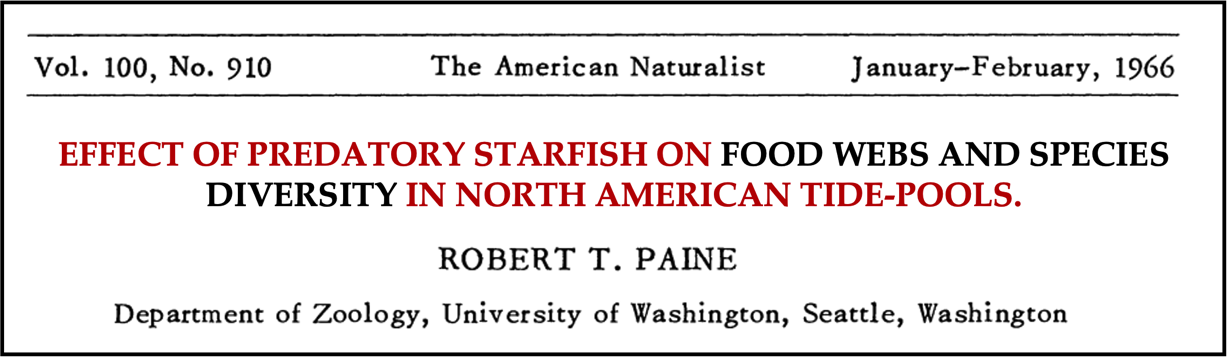 Vol. 100, No. 910 The American Naturalist January–February, 1966
EFFECT OF PREDATORY STARFISH ON FOOD WEBS AND SPECIES
DIVERSITY IN NORTH AMERICAN TIDE-POOLS.
ROBERT T. PAINE
Department of Zoology, University of Washington, Seattle, Washington